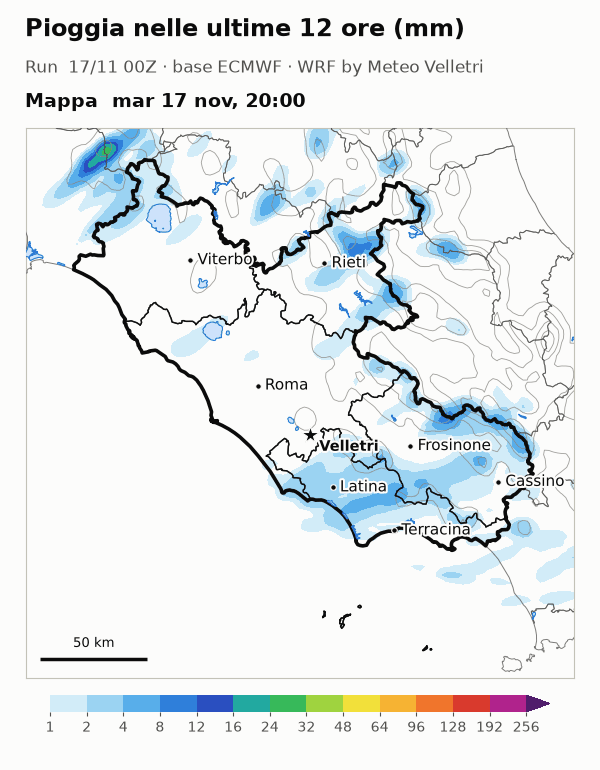 Pioggia nelle ultime 12 ore (mm)
Run  17/11 00Z · base ECMWF · WRF by Meteo Velletri
Mappa  mar 17 nov, 20:00
Viterbo
Rieti
Roma
Velletri
Frosinone
Latina
Cassino
Terracina
50 km
1 2 4 8 12 16 24 32 48 64 96 128 192 256